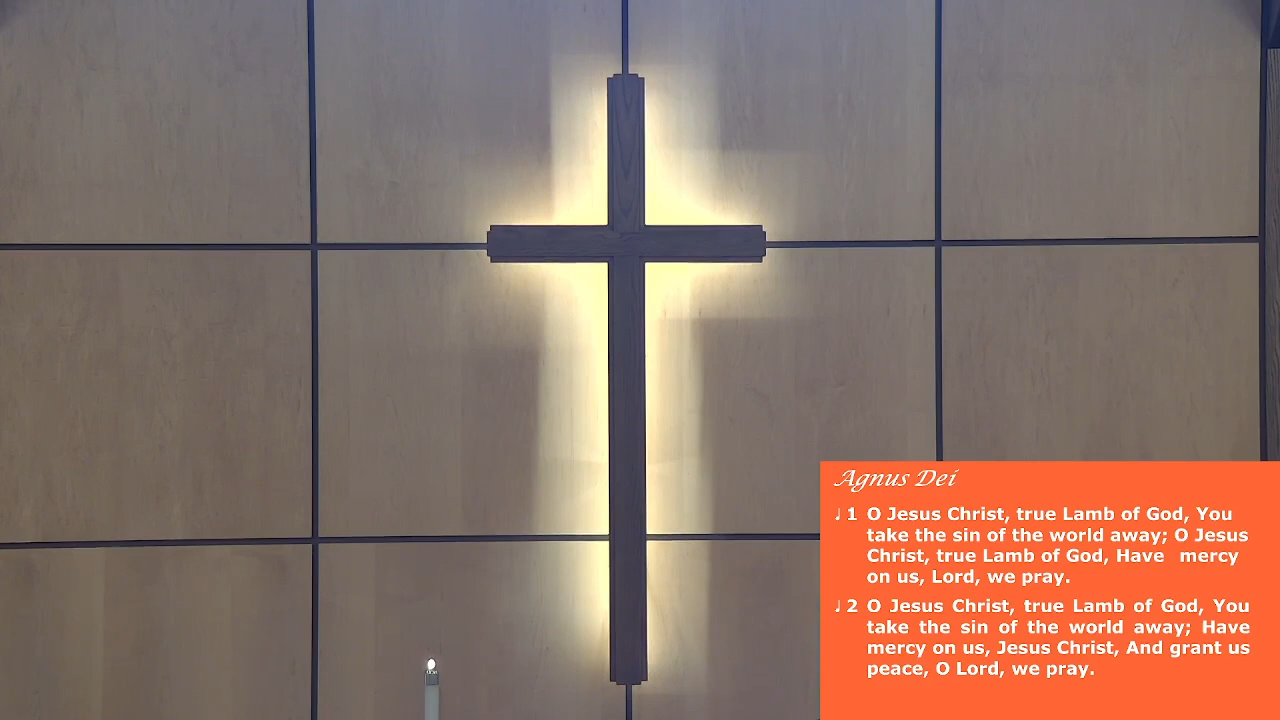 Agnus Dei
♩ 1 O Jesus Christ, true Lamb of God, You
take the sin of the world away; O Jesus
Christ, true Lamb of God, Have mercy
on us, Lord, we pray.
♩ 2 O Jesus Christ, true Lamb of God, You
take the sin of the world away; Have
mercy on us, Jesus Christ, And grant us
peace, O Lord, we pray.